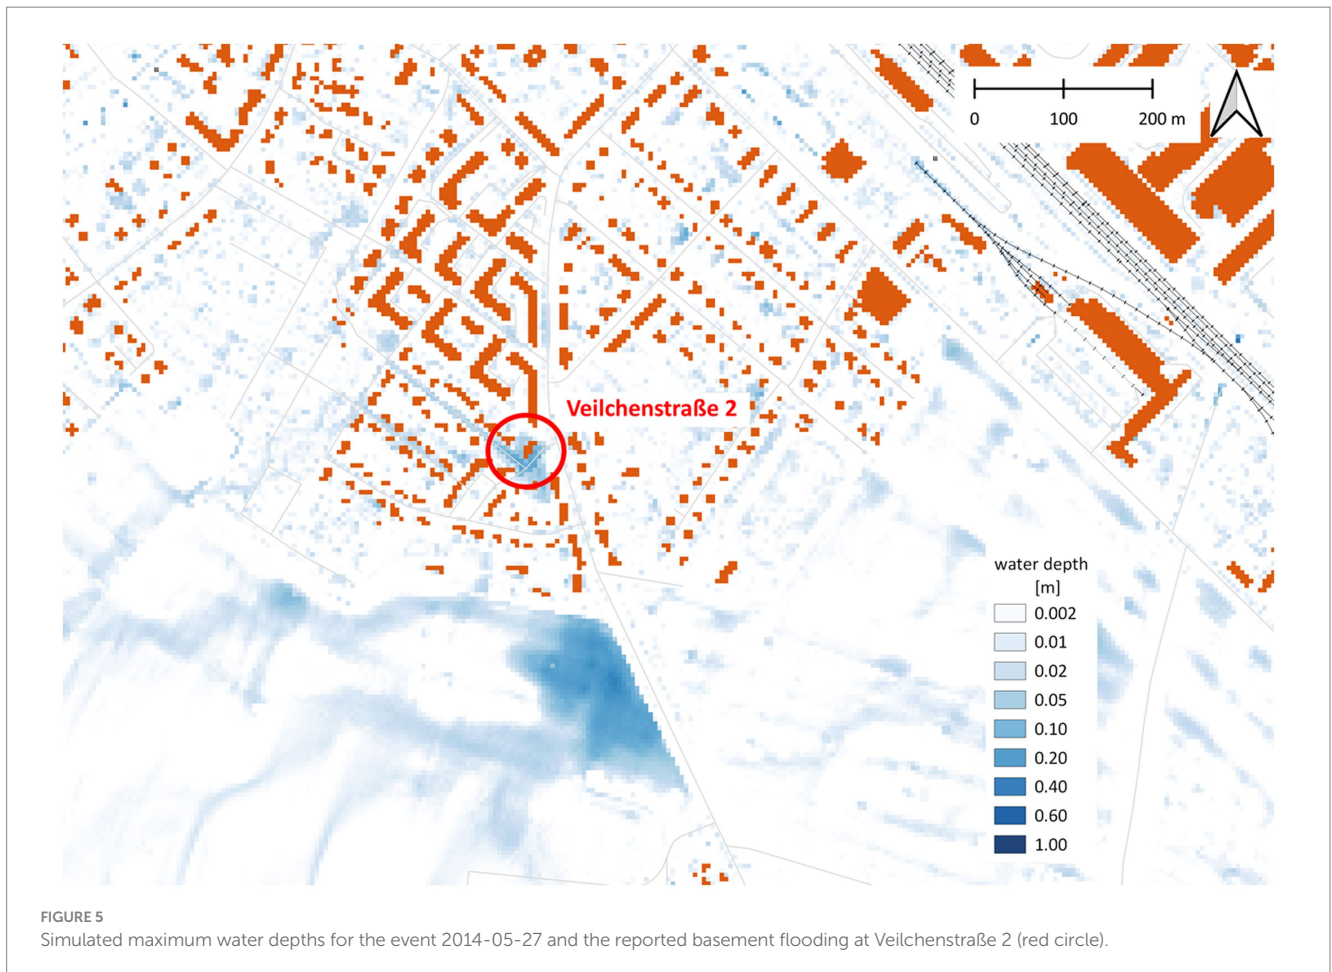 0 100 200 m
Veilchenstraße 2
water depth
[m]
0.002
0.01
0.02
0.05
0.10
0.20
0.40
0.60
1.00
FIGURE 5
Simulated maximum water depths for the event 2014-05-27 and the reported basement flooding at Veilchenstraße 2 (red circle).